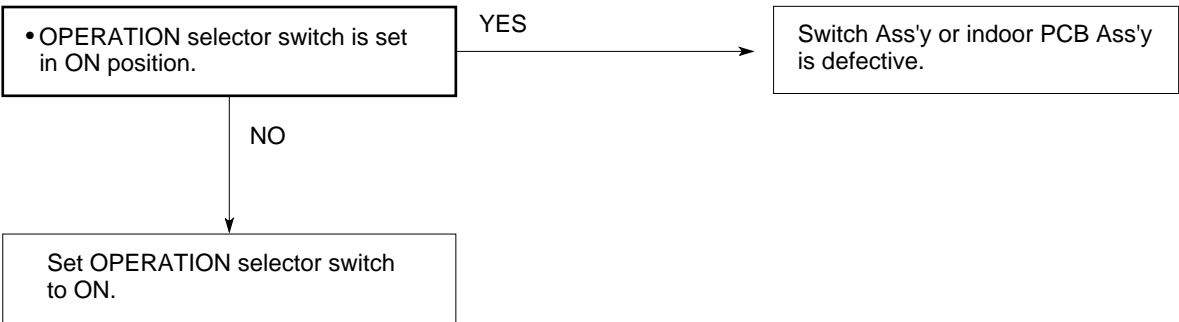 • OPERATION selector switch is set
in ON position.
YES
Switch Ass'y or indoor PCB Ass'y
is defective.
NO
Set OPERATION selector switch
to ON.